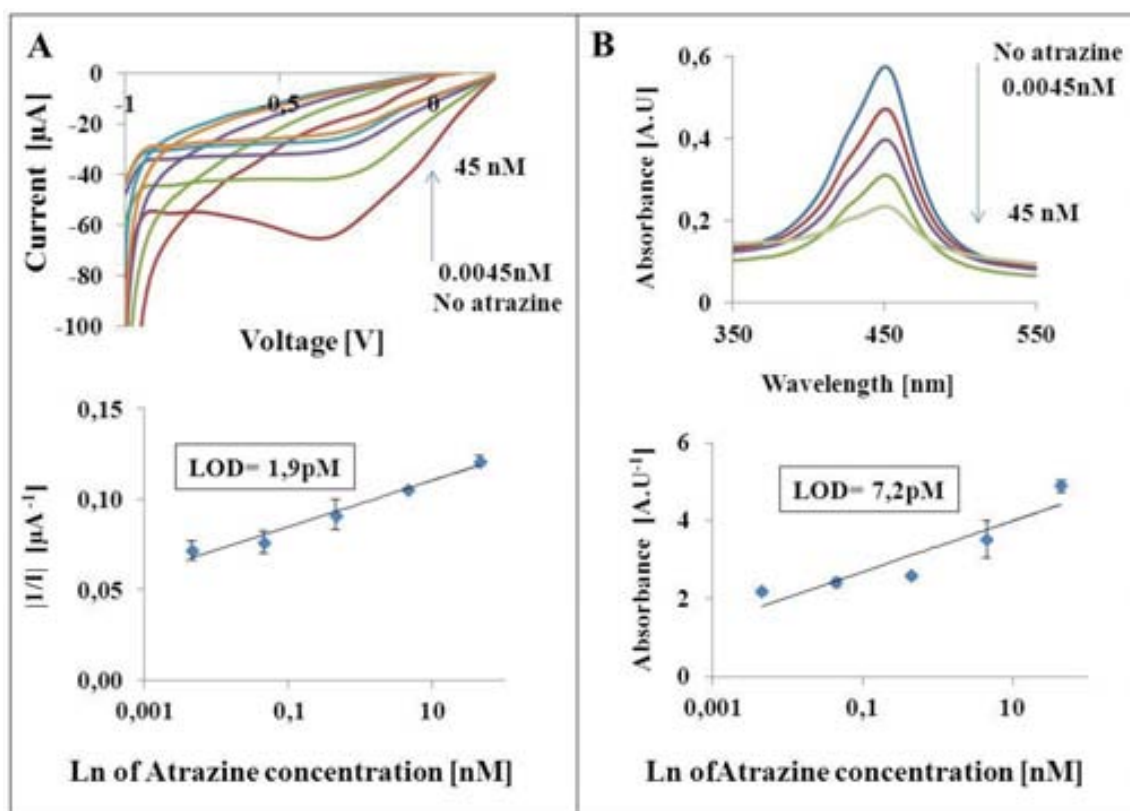 A
Current [µA]
0
-20
-40
-60
-80
-100
-1
-0,5
0
45 nM
0.0045nM
No atrazine
Voltage [V]
|1/I| [µA⁻¹]
0,15
0,10
0,05
0,00
LOD= 1,9pM
0,001
0,1
10
Ln of Atrazine concentration [nM]
B
Absorbance [A.U]
0,6
0,4
0,2
0
No atrazine
0.0045nM
45 nM
350
450
550
Wavelength [nm]
Absorbance [A.U⁻¹]
6
4
2
0
LOD= 7,2pM
0,001
0,1
10
Ln ofAtrazine concentration [nM]